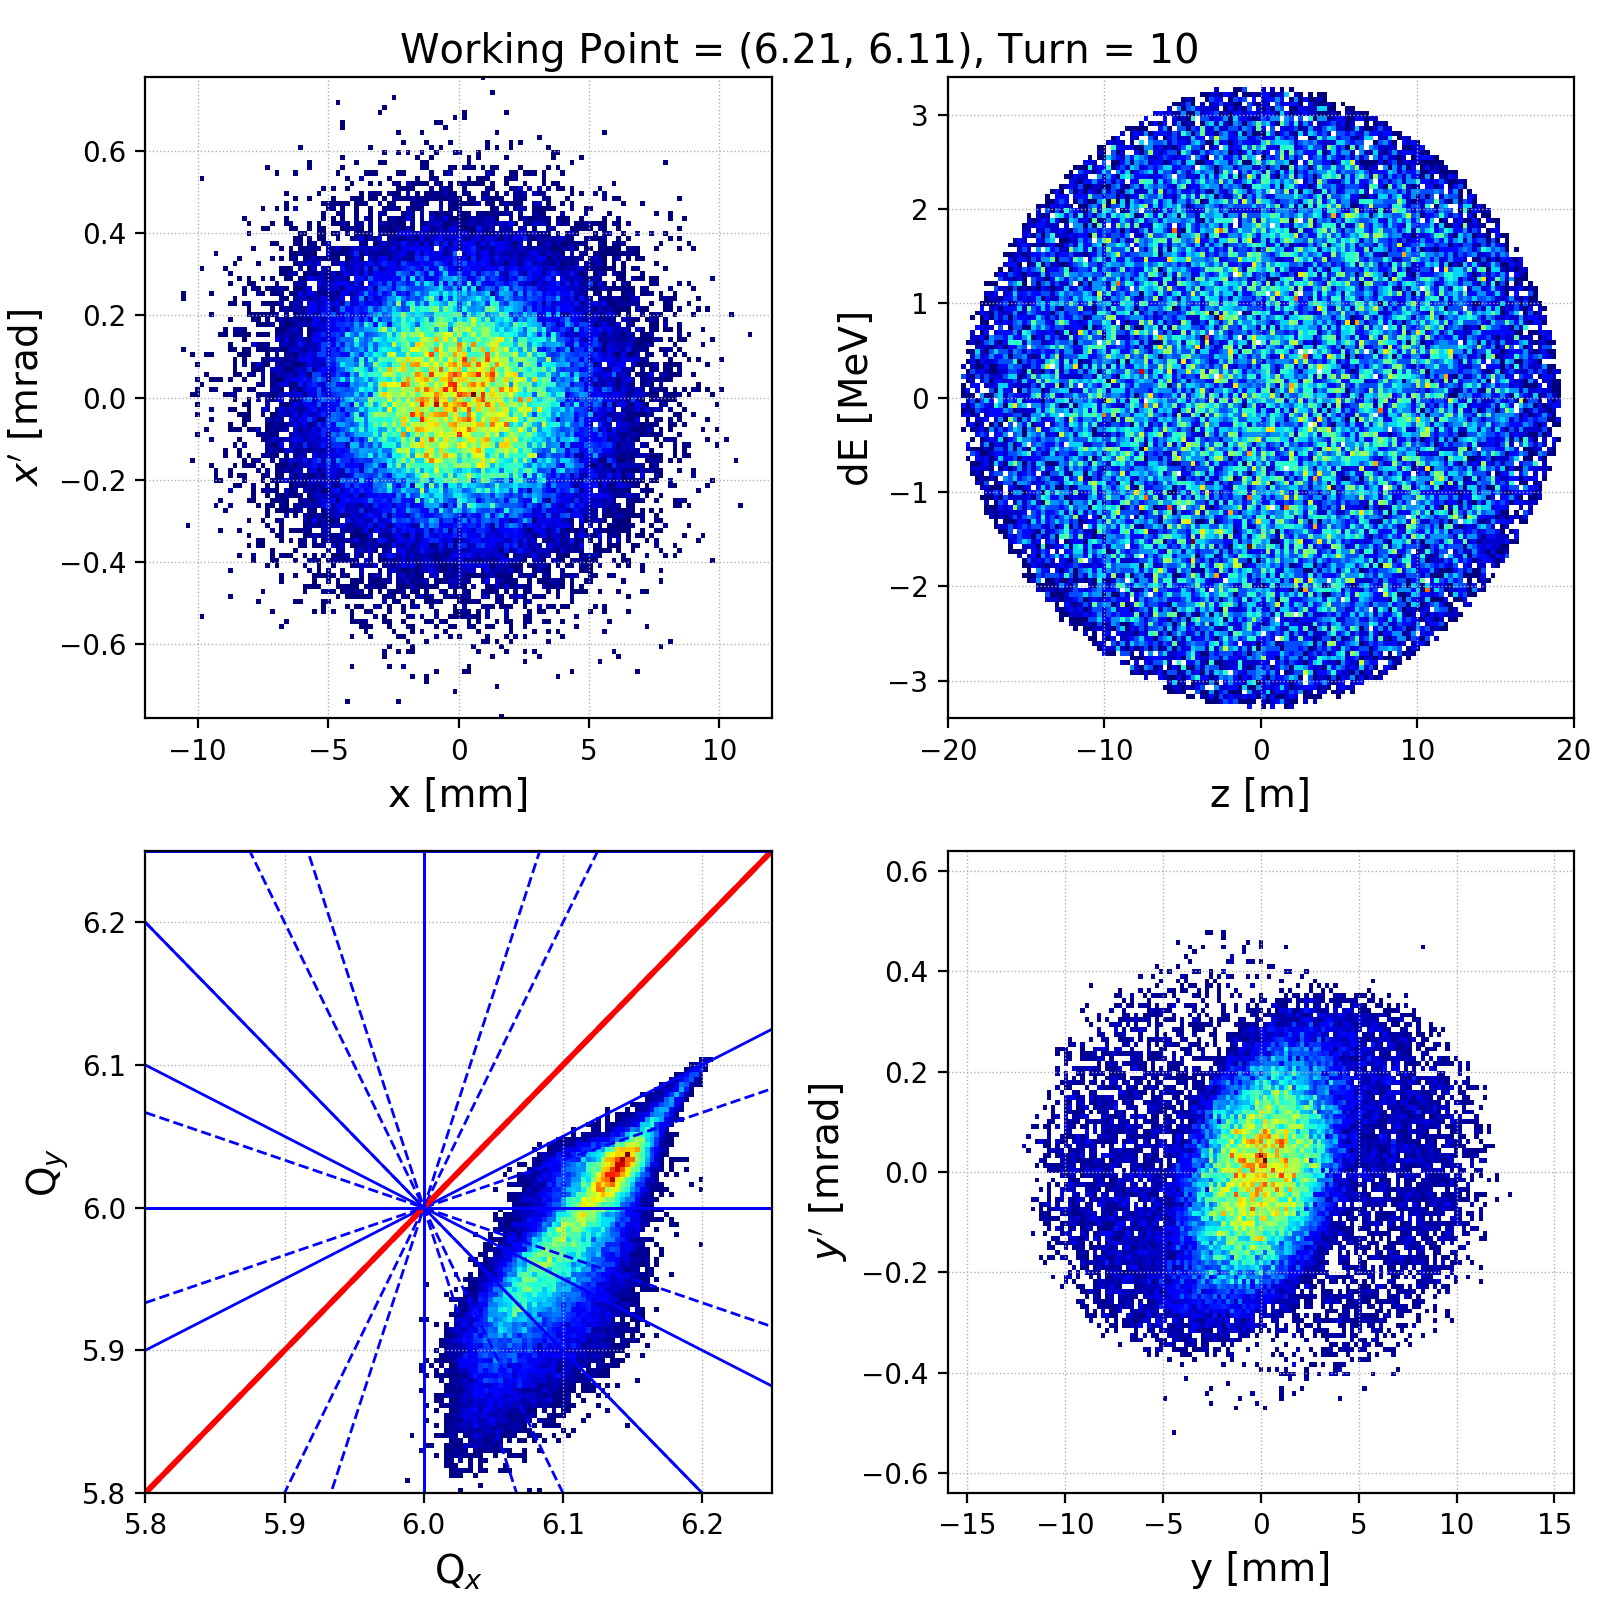 Working Point = (6.21, 6.11), Turn = 10
0.6
0.4
0.2
0.0
−0.2
−0.4
−0.6
x′ [mrad]
−10 −5 0 5 10
x [mm]
3
2
1
0
−1
−2
−3
dE [MeV]
−20 −10 0 10 20
z [m]
6.2
6.1
6.0
5.9
5.8
Qy
5.8 5.9 6.0 6.1 6.2
Qx
0.6
0.4
0.2
0.0
−0.2
−0.4
−0.6
y′ [mrad]
−15 −10 −5 0 5 10 15
y [mm]